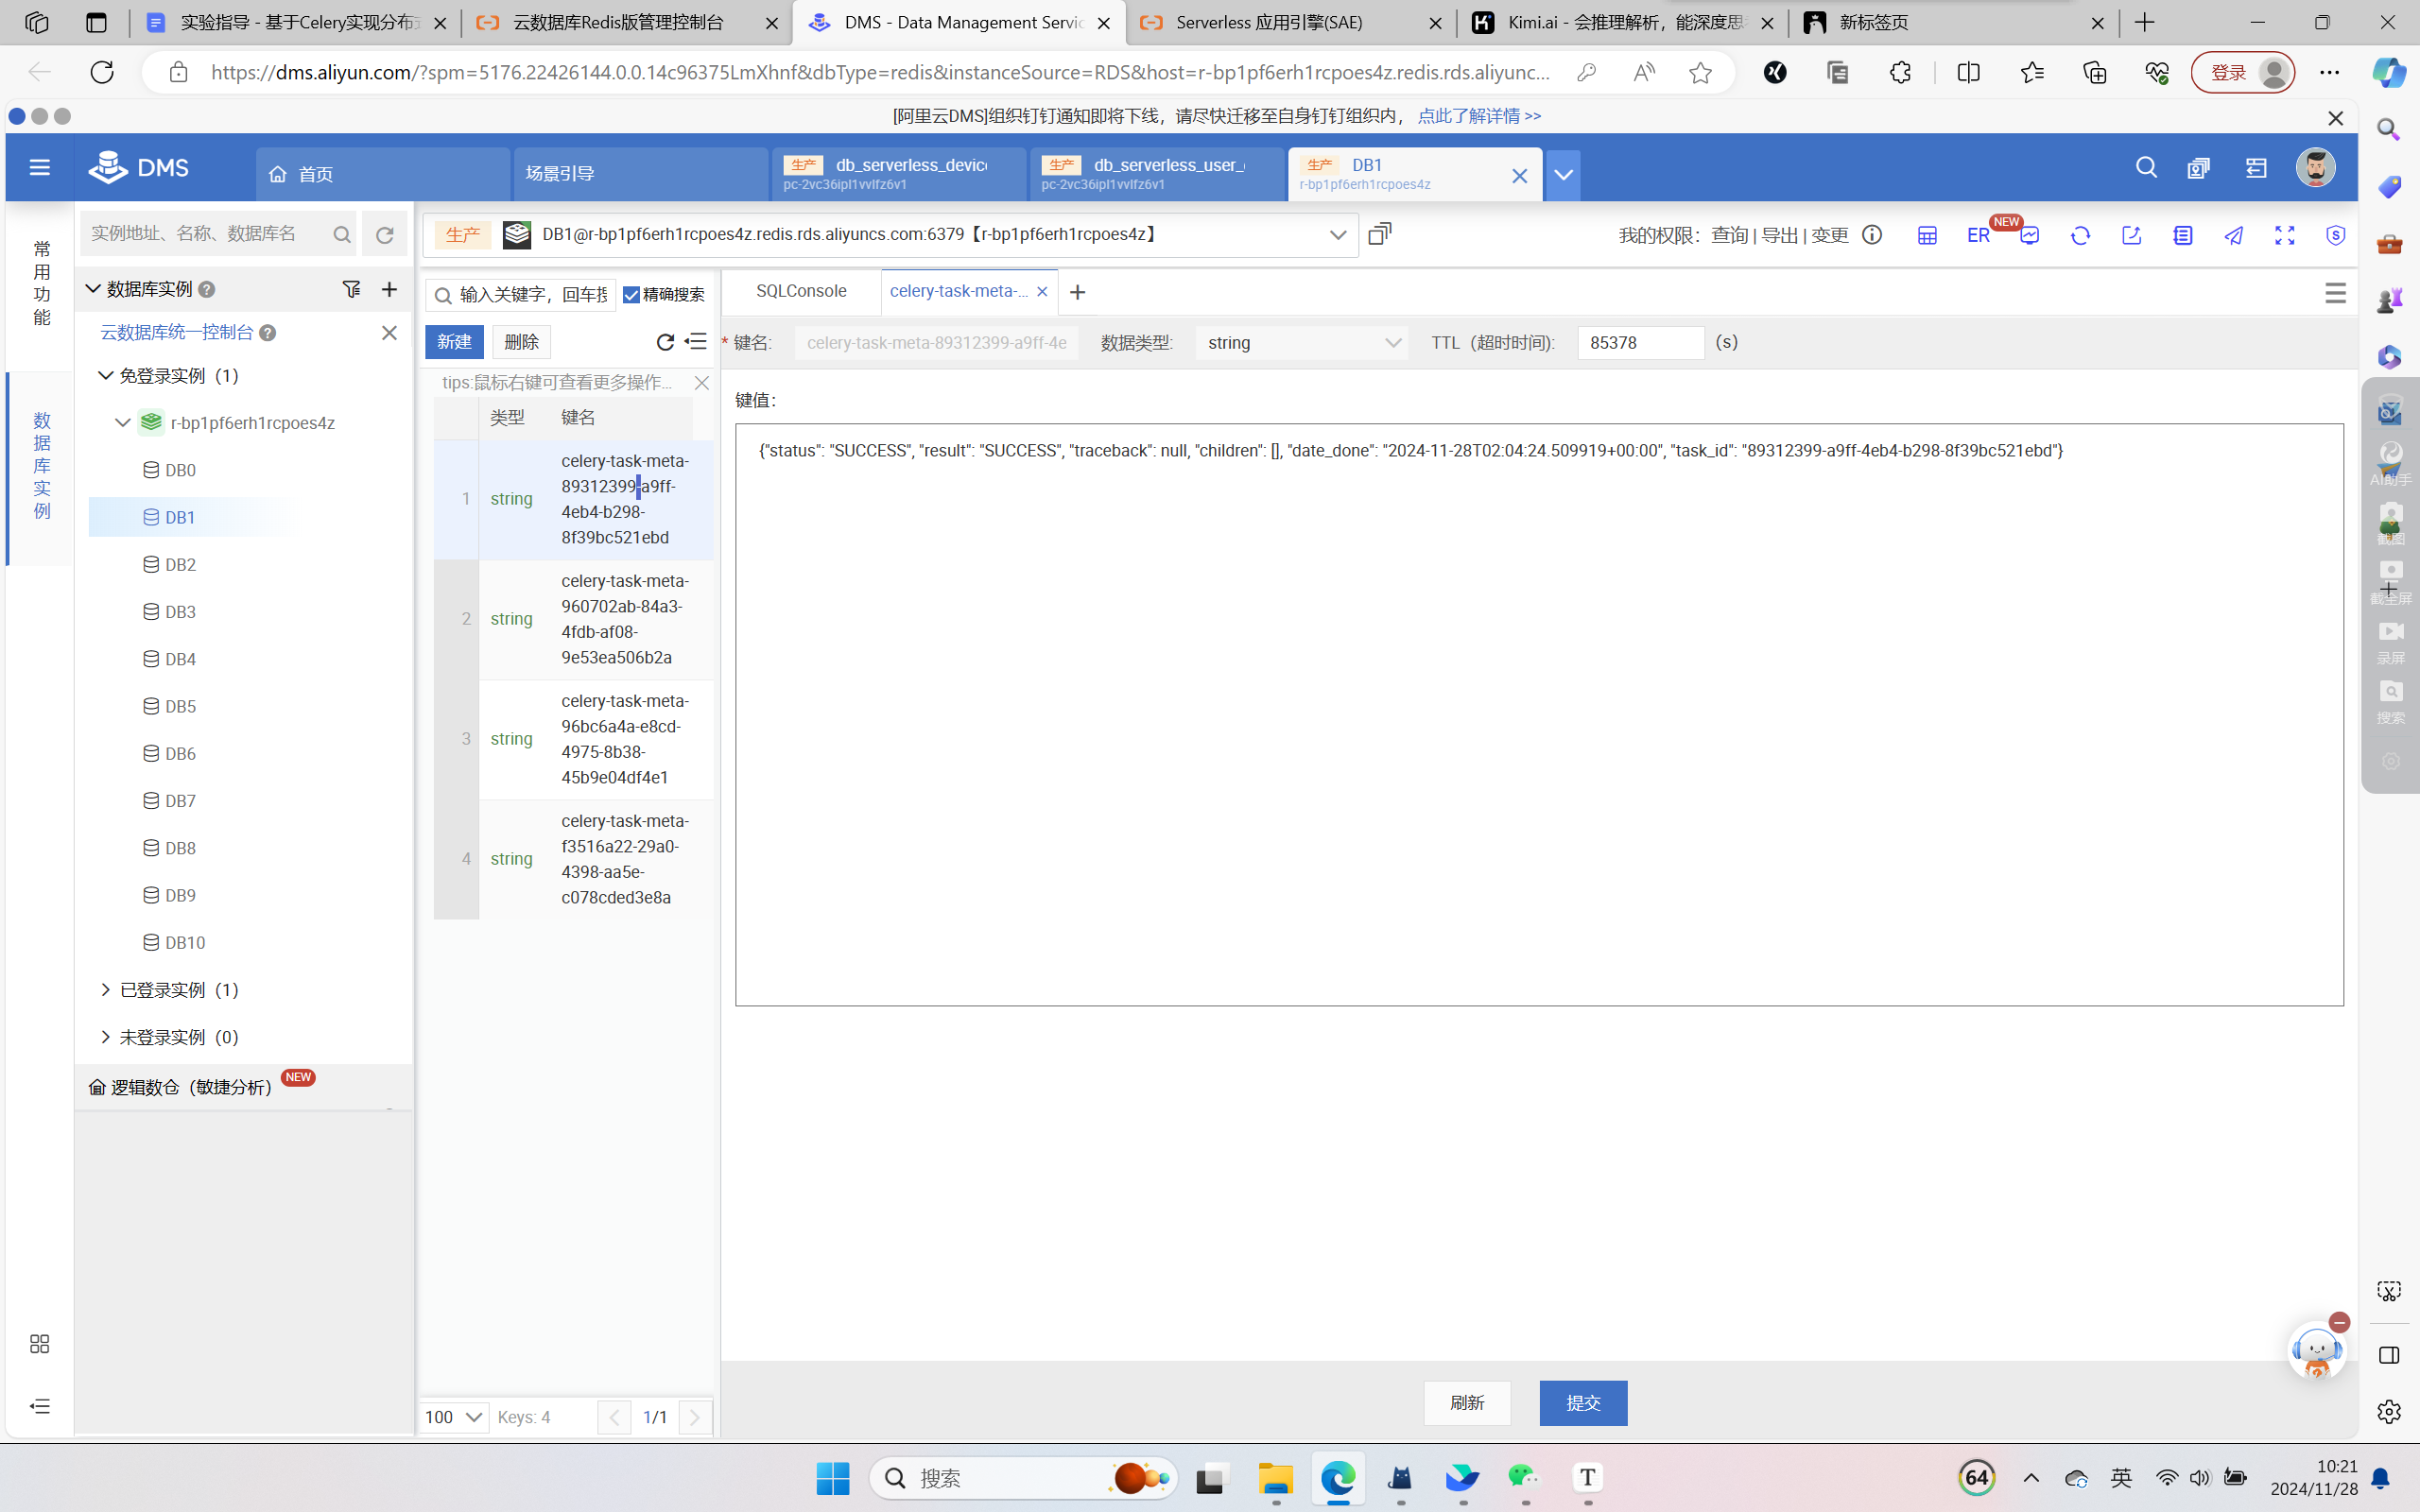 实验指导 - 基于Celery实现分布式
云数据库Redis版管理控制台
DMS - Data Management Servic
Serverless 应用引擎(SAE)
Kimi.ai - 会推理解析，能深度思考
新标签页
https://dms.aliyun.com/?spm=5176.22426144.0.0.14c96375LmXhnf&dbType=redis&instanceSource=RDS&host=r-bp1pf6erh1rcpoes4z.redis.rds.aliyunc...
登录
[阿里云DMS]组织钉钉通知即将下线，请尽快迁移至自身钉钉组织内， 点此了解详情 >>
DMS
首页
场景引导
生产 db_serverless_device
pc-2vc36ipl1vvlfz6v1
生产 db_serverless_user_
pc-2vc36ipl1vvlfz6v1
生产 DB1
r-bp1pf6erh1rcpoes4z
常用功能
数据库实例
实例地址、名称、数据库名
数据库实例
云数据库统一控制台
免登录实例（1）
r-bp1pf6erh1rcpoes4z
DB0
DB1
DB2
DB3
DB4
DB5
DB6
DB7
DB8
DB9
DB10
已登录实例（1）
未登录实例（0）
逻辑数仓（敏捷分析）
NEW
生产 DB1@r-bp1pf6erh1rcpoes4z.redis.rds.aliyuncs.com:6379【r-bp1pf6erh1rcpoes4z】
我的权限：查询 | 导出 | 变更
ER
NEW
输入关键字，回车搜
精确搜索
新建
删除
tips:鼠标右键可查看更多操作...
类型 键名
1 string
celery-task-meta-
89312399-a9ff-
4eb4-b298-
8f39bc521ebd
2 string
celery-task-meta-
960702ab-84a3-
4fdb-af08-
9e53ea506b2a
3 string
celery-task-meta-
96bc6a4a-e8cd-
4975-8b38-
45b9e04df4e1
4 string
celery-task-meta-
f3516a22-29a0-
4398-aa5e-
c078cded3e8a
100 Keys: 4 1/1
SQLConsole
celery-task-meta-...
* 键名: celery-task-meta-89312399-a9ff-4e 数据类型: string TTL（超时时间): 85378 (s)
键值：
{"status": "SUCCESS", "result": "SUCCESS", "traceback": null, "children": [], "date_done": "2024-11-28T02:04:24.509919+00:00", "task_id": "89312399-a9ff-4eb4-b298-8f39bc521ebd"}
刷新
提交
AI助手
截图
截全屏
录屏
搜索
搜索
64
英
10:21
2024/11/28